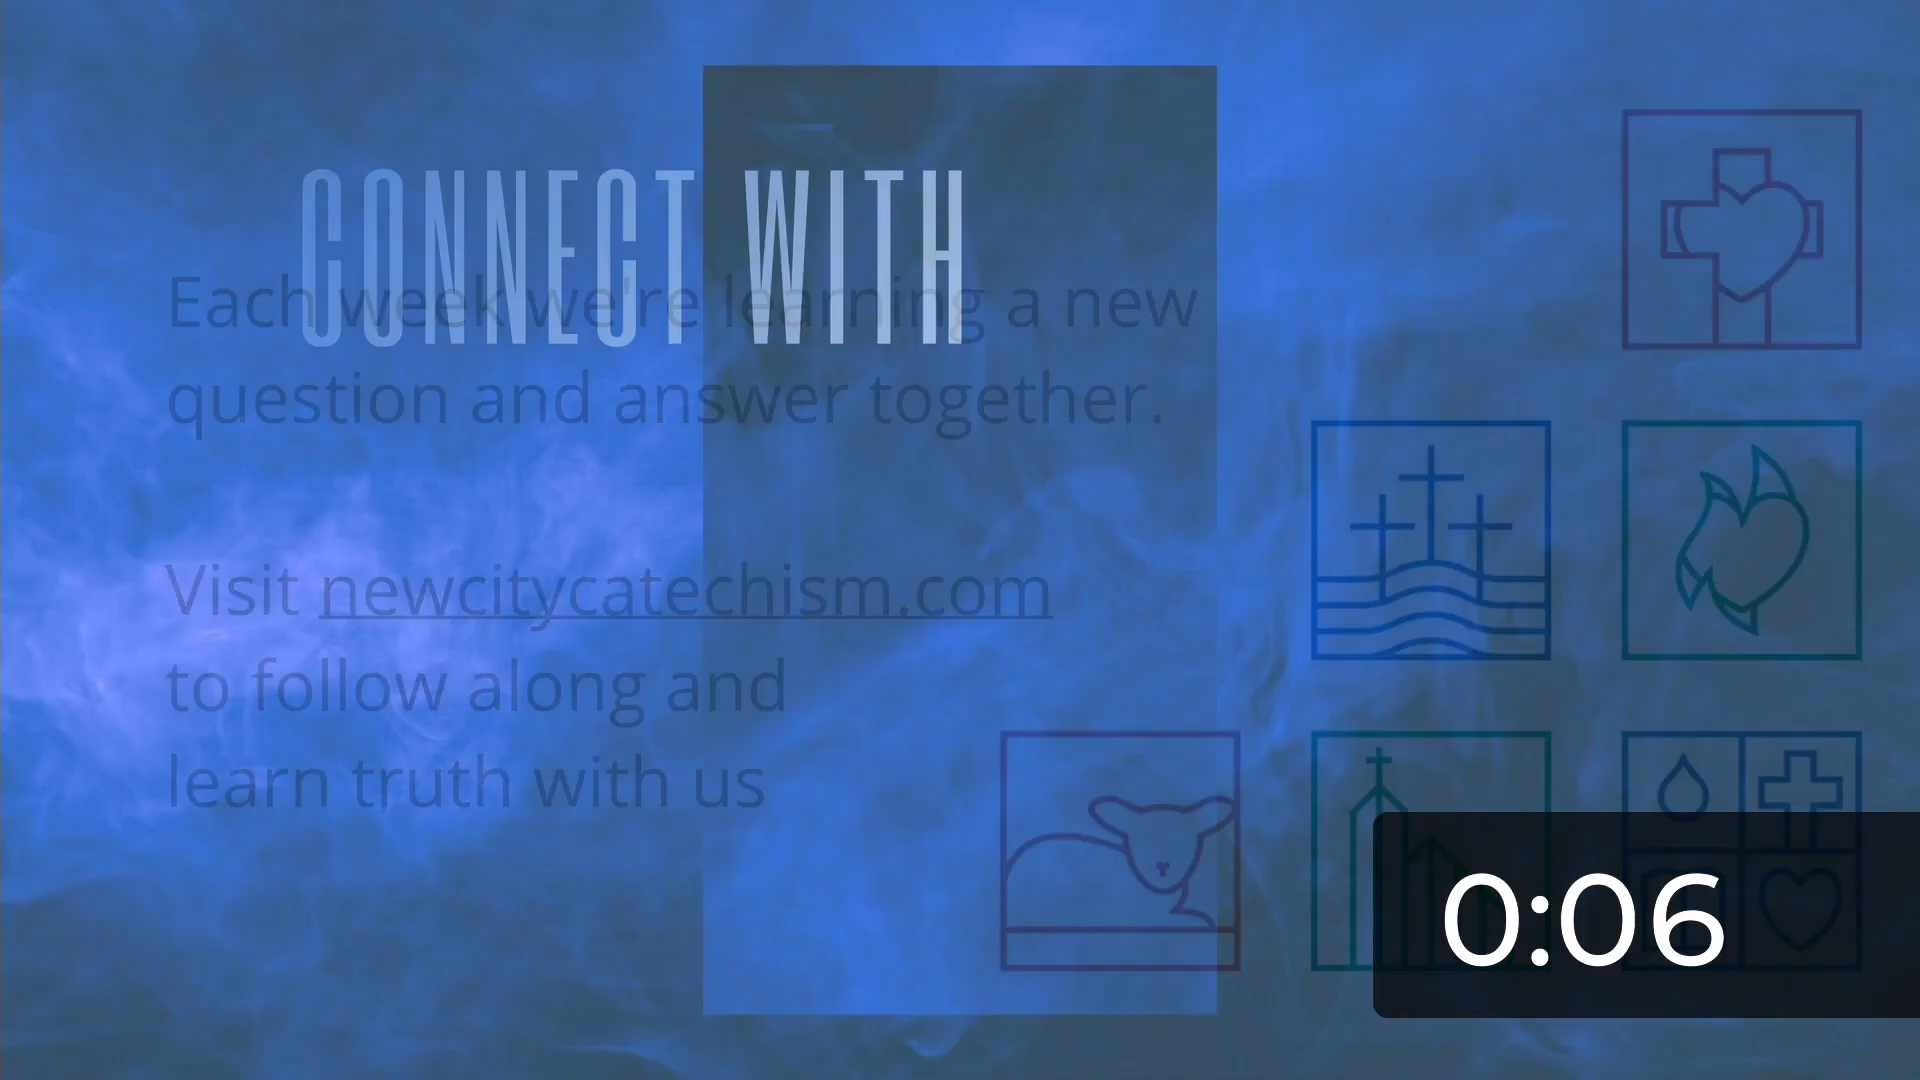 CONNECT WITH
Each week we're learning a new
question and answer together.
Visit newcitycatechism.com
to follow along and
learn truth with us
0:06